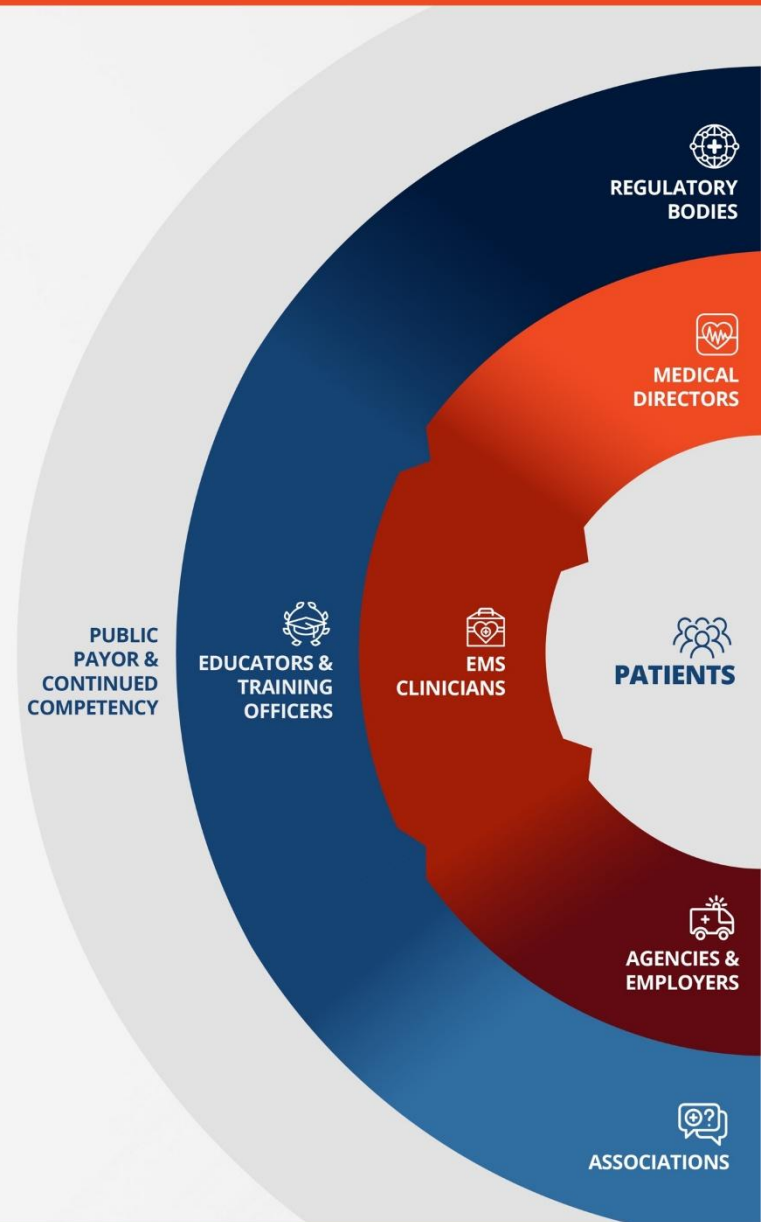 REGULATORY
BODIES
MEDICAL
DIRECTORS
PUBLIC
PAYOR &
CONTINUED
COMPETENCY
EDUCATORS &
TRAINING
OFFICERS
EMS
CLINICIANS
PATIENTS
AGENCIES &
EMPLOYERS
ASSOCIATIONS